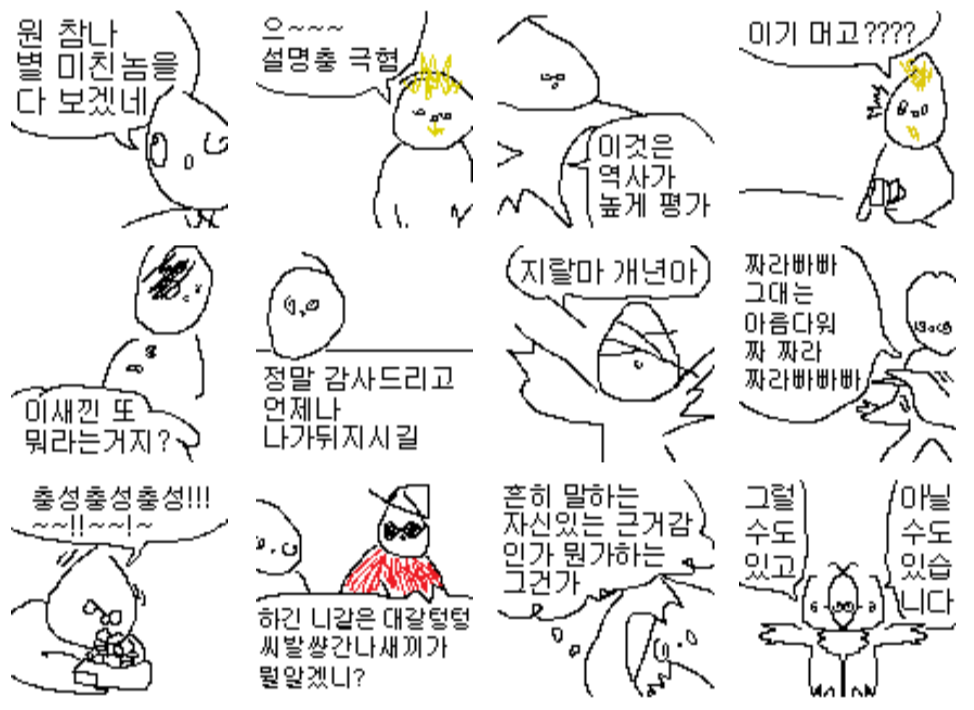 원 참나
별 미친놈을
다 보겠네
으~~~
설명충 극혐
이것은
역사가
높게 평가
이기 머고????
이새낀 또
뭐라는거지?
정말 감사드리고
언제나
나가뒤지시길
지랄마 개년아
짜라빠빠
그대는
아름다워
짜 짜라
짜라빠빠빠
충성충성충성!!!
~~!!~~!~
하긴 니같은 대갈텅텅
씨발쌍간나새끼가
뭘알겠니?
흔히 말하는
자신있는 근거감
인가 뭔가하는
그건가
그럴
수도
있고
아닐
수도
있습
니다